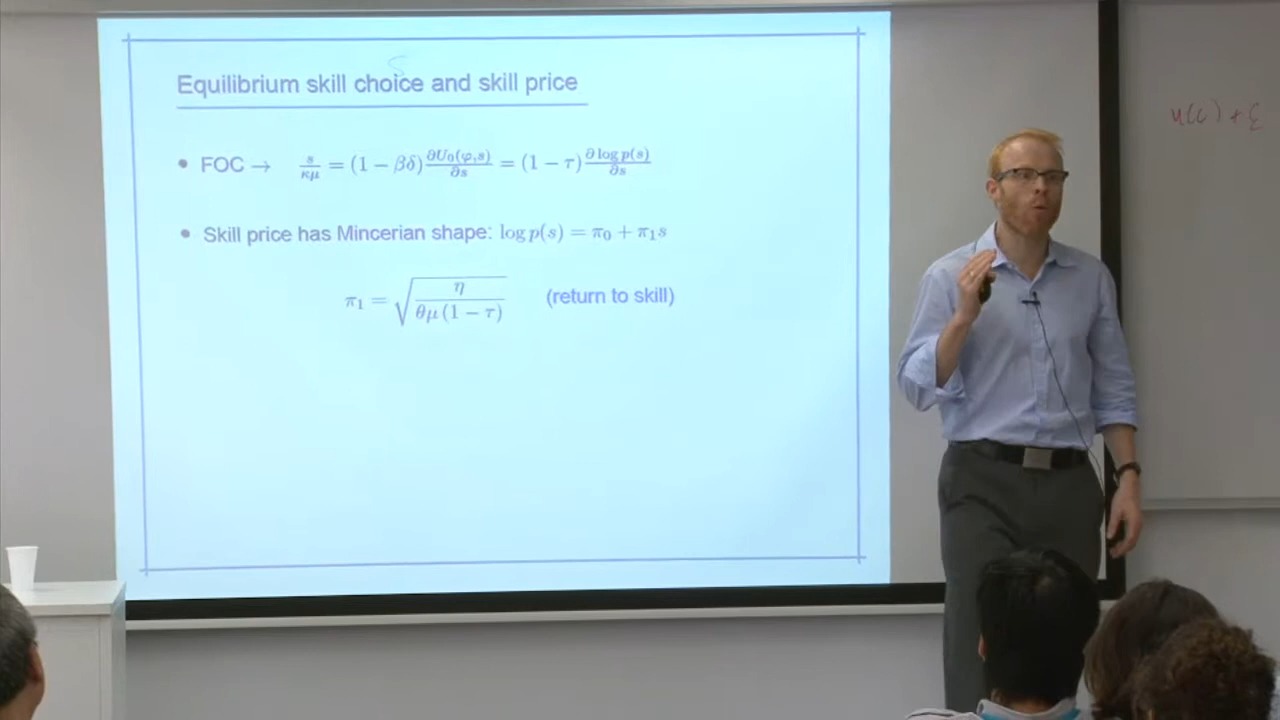 Equilibrium skill choice and skill price
• FOC → s/κμ = (1 − βδ) ∂U₀(φ,s)/∂s = (1 − τ) ∂ log p(s)/∂s
• Skill price has Mincerian shape: log p(s) = π₀ + π₁s
π₁ = √(η/θμ(1 − τ)) (return to skill)
u(c) + ξ